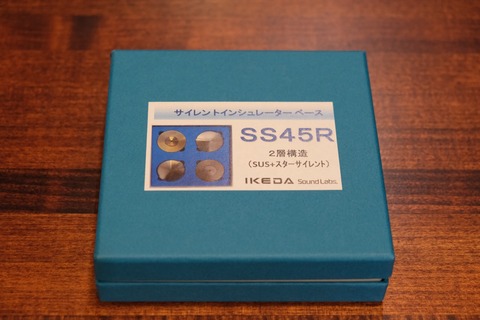 サイレントインシュレーター ベース
SS45R
2層構造
(SUS+スターサイレント)
IKEDA Sound Labs.